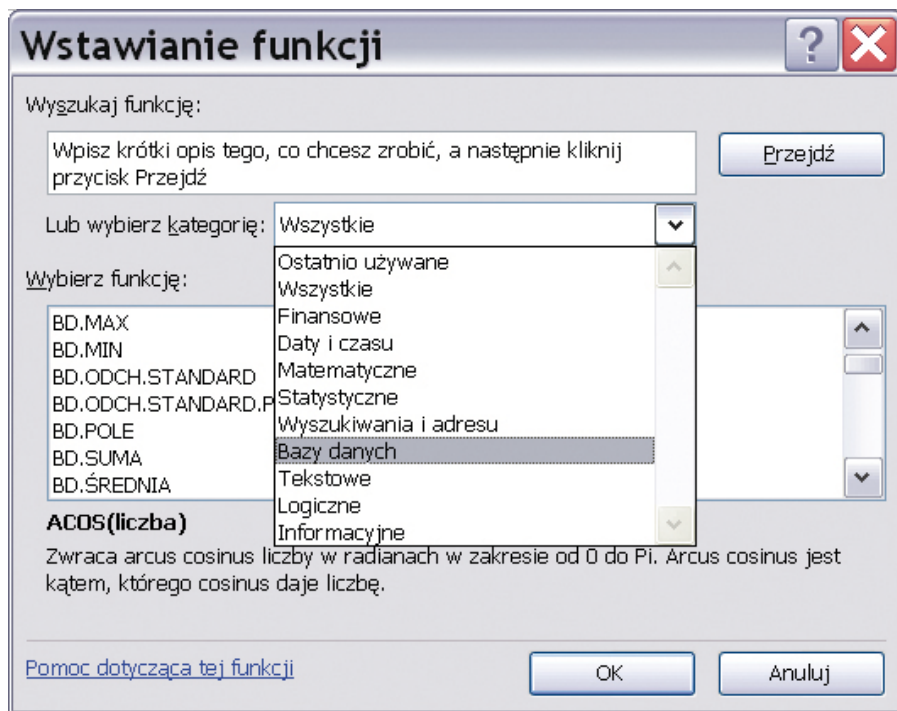 Wstawianie funkcji
?
Wyszukaj funkcję:
Wpisz krótki opis tego, co chcesz zrobić, a następnie kliknij
przycisk Przejdź
Przejdź
Lub wybierz kategorię: Wszystkie
Ostatnio używane
Wszystkie
Finansowe
Daty i czasu
Matematyczne
Statystyczne
Wyszukiwania i adresu
Bazy danych
Tekstowe
Logiczne
Informacyjne
Wybierz funkcję:
BD.MAX
BD.MIN
BD.ODCH.STANDARD
BD.ODCH.STANDARD.P
BD.POLE
BD.SUMA
BD.ŚREDNIA
ACOS(liczba)
Zwraca arcus cosinus liczby w radianach w zakresie od 0 do Pi. Arcus cosinus jest
kątem, którego cosinus daje liczbę.
Pomoc dotycząca tej funkcji
OK
Anuluj